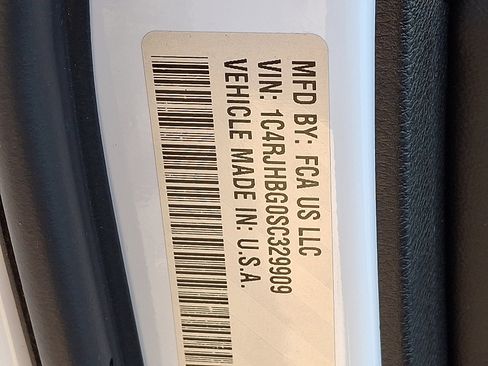 MFD BY: FCA US LLC
VIN: 1C4RJHBG0SC329909
VEHICLE MADE IN: U.S.A.